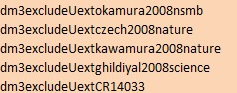 dm3excludeUextokamura2008nsmb
dm3excludeUextczech2008nature
dm3excludeUextkawamura2008nature
dm3excludeUextghildiyal2008science
dm3excludeUextCR14033